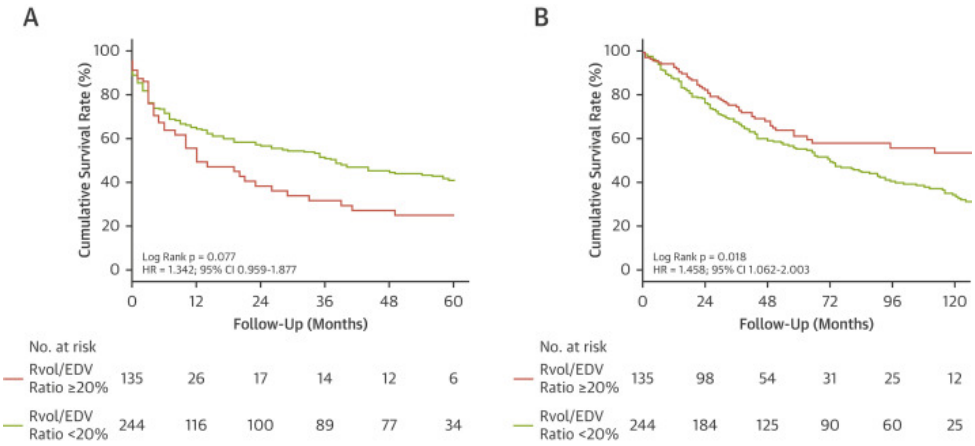 A
Cumulative Survival Rate (%)
100
80
60
40
20
0
Log Rank p = 0.077
HR = 1.342; 95% CI 0.959-1.877
0 12 24 36 48 60
Follow-Up (Months)
No. at risk
Rvol/EDV
Ratio ≥20%
135 26 17 14 12 6
Rvol/EDV
Ratio <20%
244 116 100 89 77 34
B
Cumulative Survival Rate (%)
100
80
60
40
20
0
Log Rank p = 0.018
HR = 1.458; 95% CI 1.062-2.003
0 24 48 72 96 120
Follow-Up (Months)
No. at risk
Rvol/EDV
Ratio ≥20%
135 98 54 31 25 12
Rvol/EDV
Ratio <20%
244 184 125 90 60 25